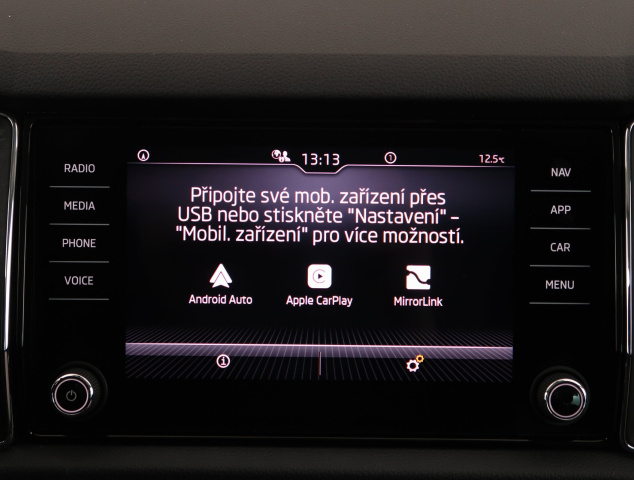 RADIO
MEDIA
PHONE
VOICE
13:13
1
12.5°C
Připojte své mob. zařízení přes
USB nebo stiskněte "Nastavení" –
"Mobil. zařízení" pro více možností.
Android Auto
Apple CarPlay
MirrorLink
NAV
APP
CAR
MENU